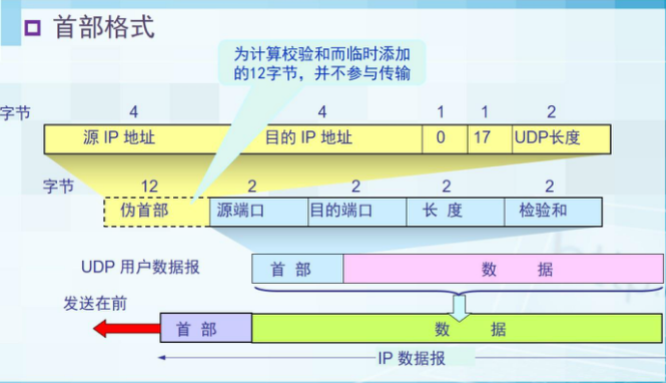 首部格式
为计算校验和而临时添加
的12字节，并不参与传输
字节 4 4 1 1 2
源 IP 地址 目的 IP 地址 0 17 UDP长度
字节 12 2 2 2 2
伪首部 源端口 目的端口 长 度 检验和
UDP 用户数据报 首 部 数 据
发送在前
首 部 数 据
IP 数据报